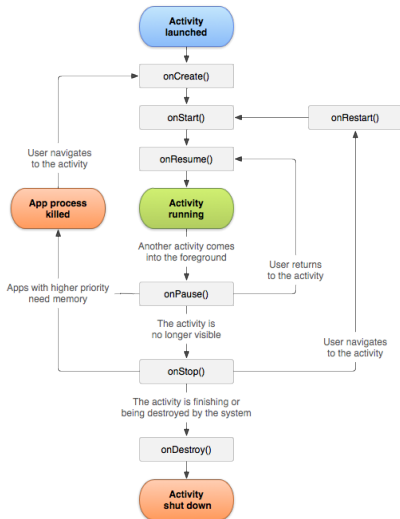 Activity
launched
onCreate()
onStart()
onRestart()
onResume()
User navigates
to the activity
App process
killed
Activity
running
Another activity comes
into the foreground
User returns
to the activity
Apps with higher priority
need memory
onPause()
The activity is
no longer visible
User navigates
to the activity
onStop()
The activity is finishing or
being destroyed by the system
onDestroy()
Activity
shut down